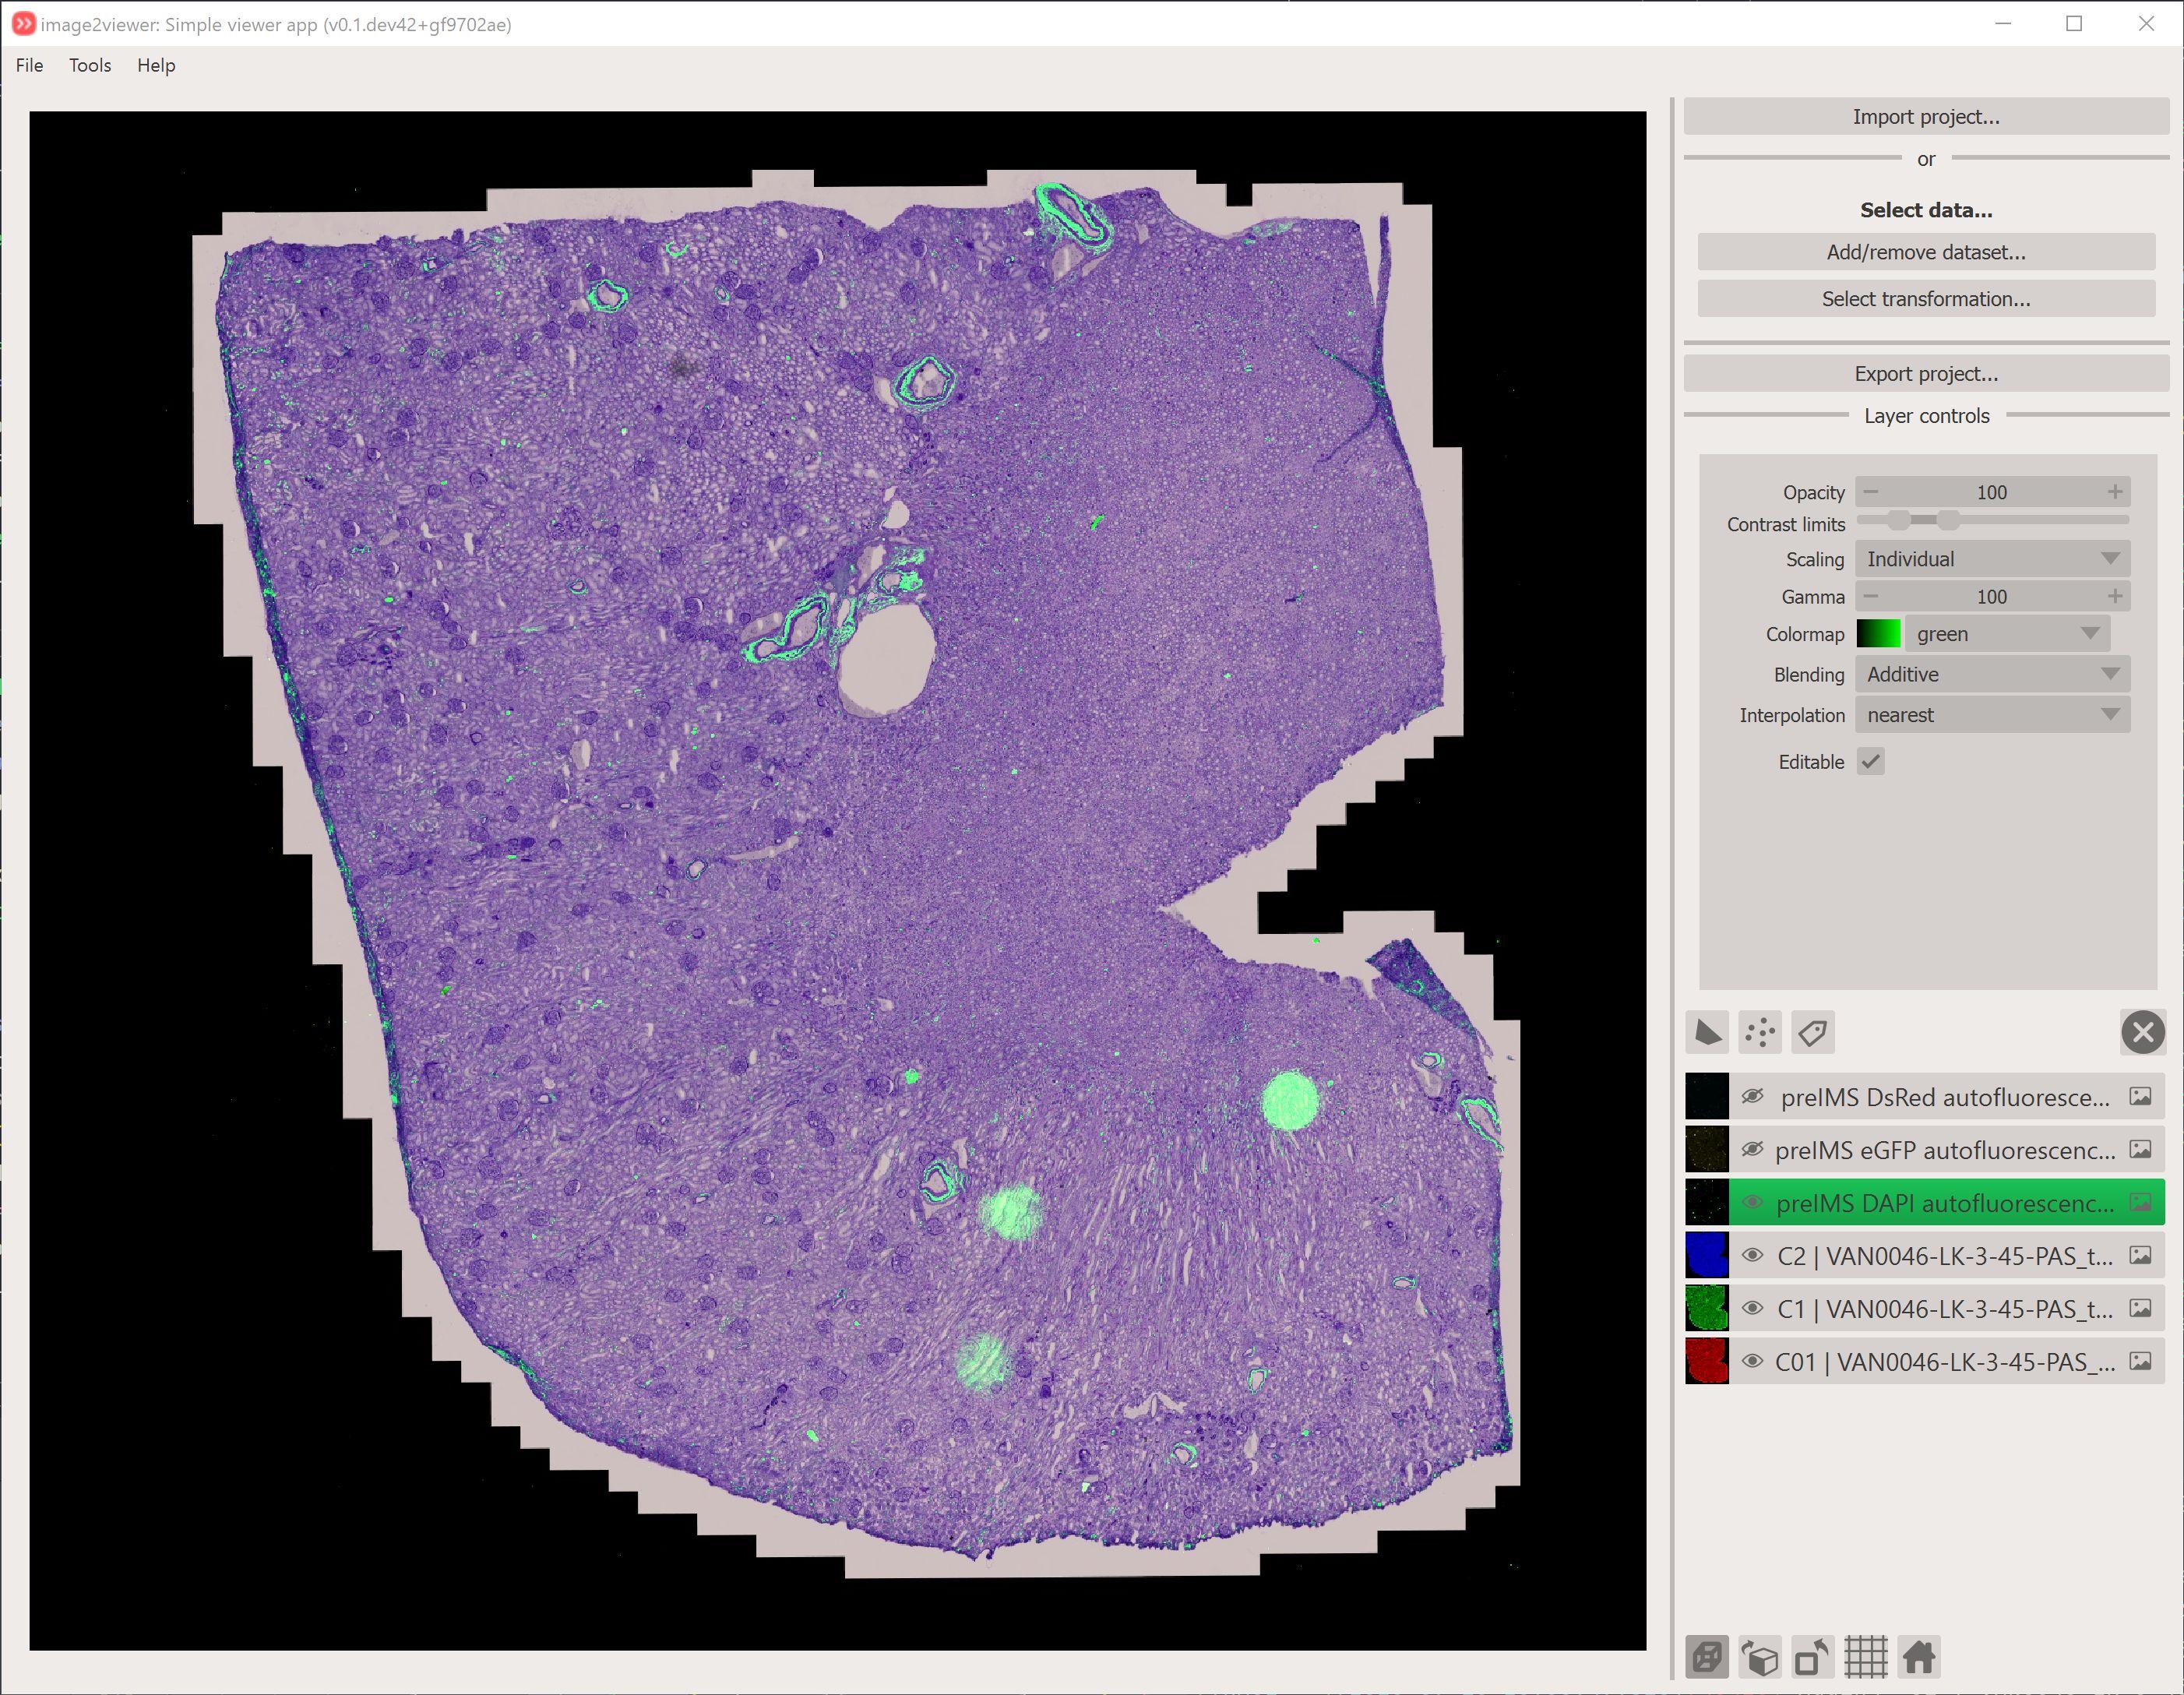 image2viewer: Simple viewer app (v0.1.dev42+gf9702ae)
File Tools Help
Import project...
or
Select data...
Add/remove dataset...
Select transformation...
Export project...
Layer controls
Opacity 100
Contrast limits
Scaling Individual
Gamma 100
Colormap green
Blending Additive
Interpolation nearest
Editable
preIMS DsRed autofluoresce...
preIMS eGFP autofluorescenc...
preIMS DAPI autofluorescenc...
C2 | VAN0046-LK-3-45-PAS_t...
C1 | VAN0046-LK-3-45-PAS_t...
C01 | VAN0046-LK-3-45-PAS_...